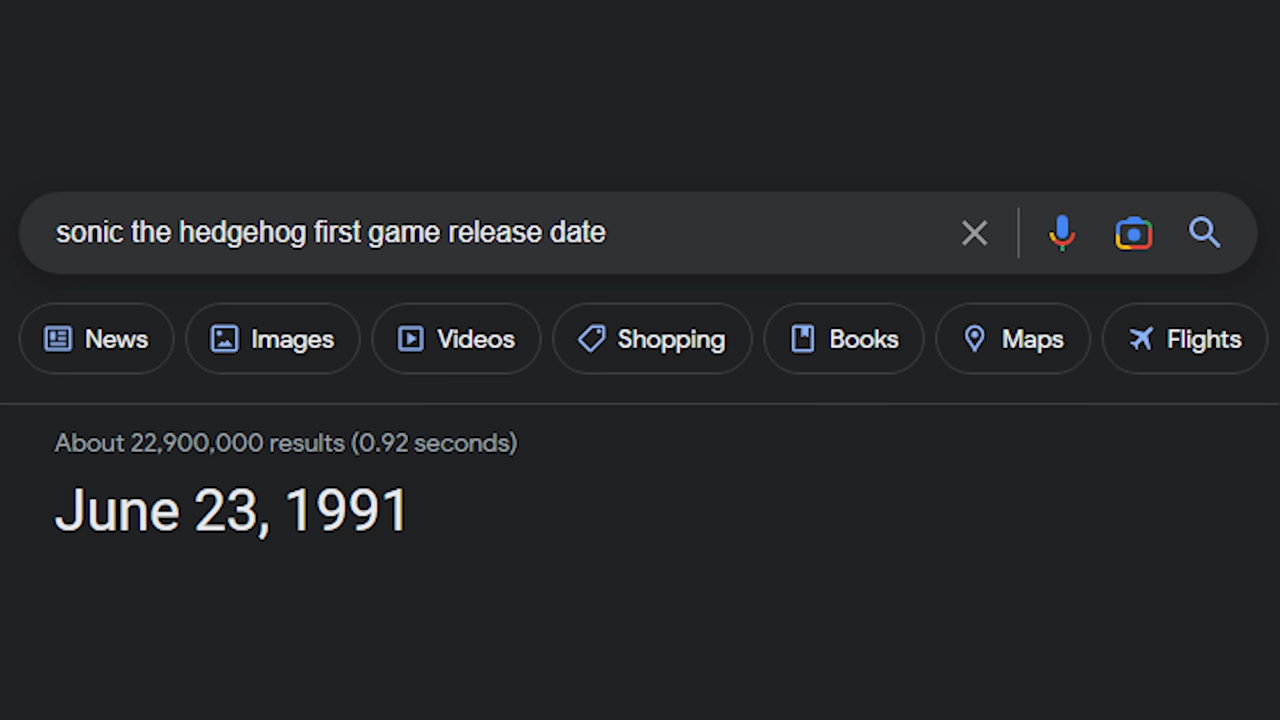 sonic the hedgehog first game release date
News Images Videos Shopping Books Maps Flights
About 22,900,000 results (0.92 seconds)
June 23, 1991